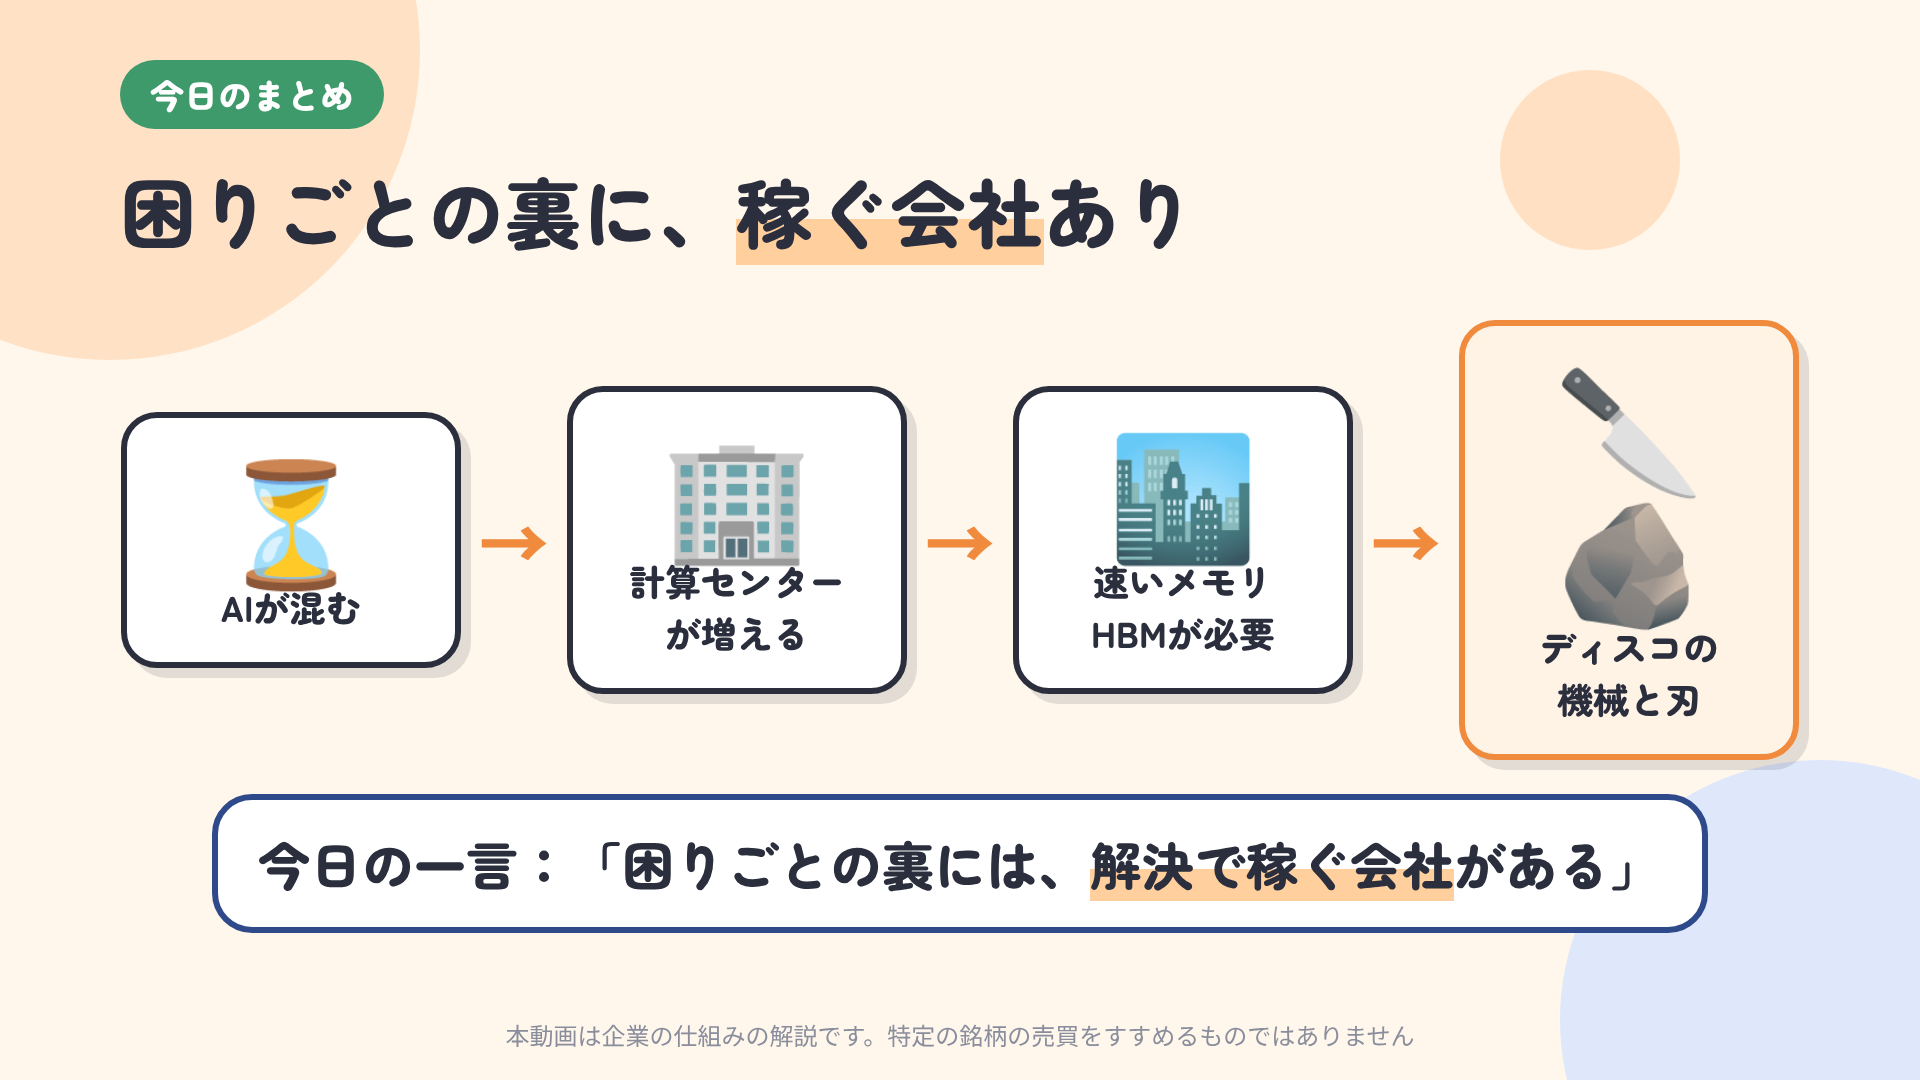 今日のまとめ
困りごとの裏に、稼ぐ会社あり
AIが混む
→
計算センター
が増える
→
速いメモリ
HBMが必要
→
ディスコの
機械と刃
今日の一言：「困りごとの裏には、解決で稼ぐ会社がある」
本動画は企業の仕組みの解説です。特定の銘柄の売買をすすめるものではありません